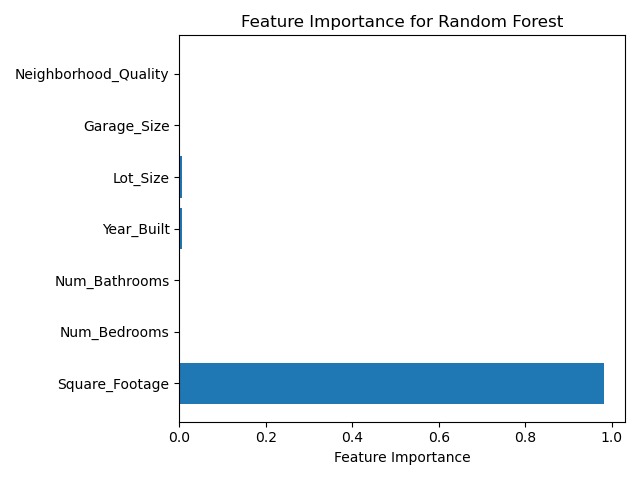 Feature Importance for Random Forest
Neighborhood_Quality
Garage_Size
Lot_Size
Year_Built
Num_Bathrooms
Num_Bedrooms
Square_Footage
0.0 0.2 0.4 0.6 0.8 1.0
Feature Importance